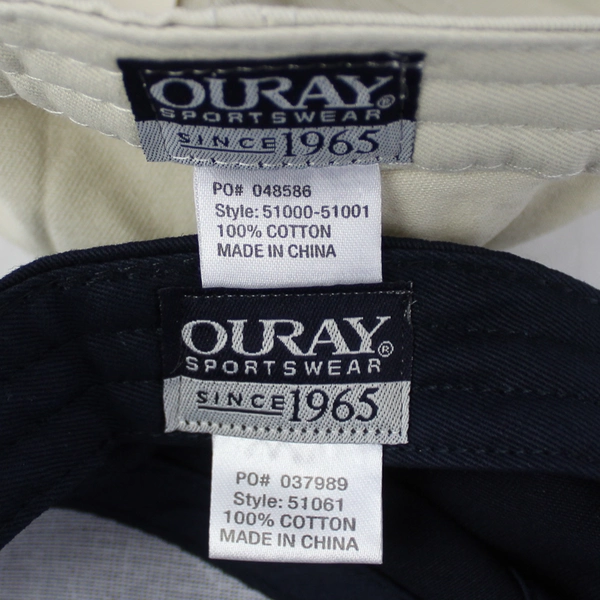 OURAY®
SPORTSWEAR
SINCE 1965
PO# 048586
Style: 51000-51001
100% COTTON
MADE IN CHINA
OURAY®
SPORTSWEAR
SINCE 1965
PO# 037989
Style: 51061
100% COTTON
MADE IN CHINA